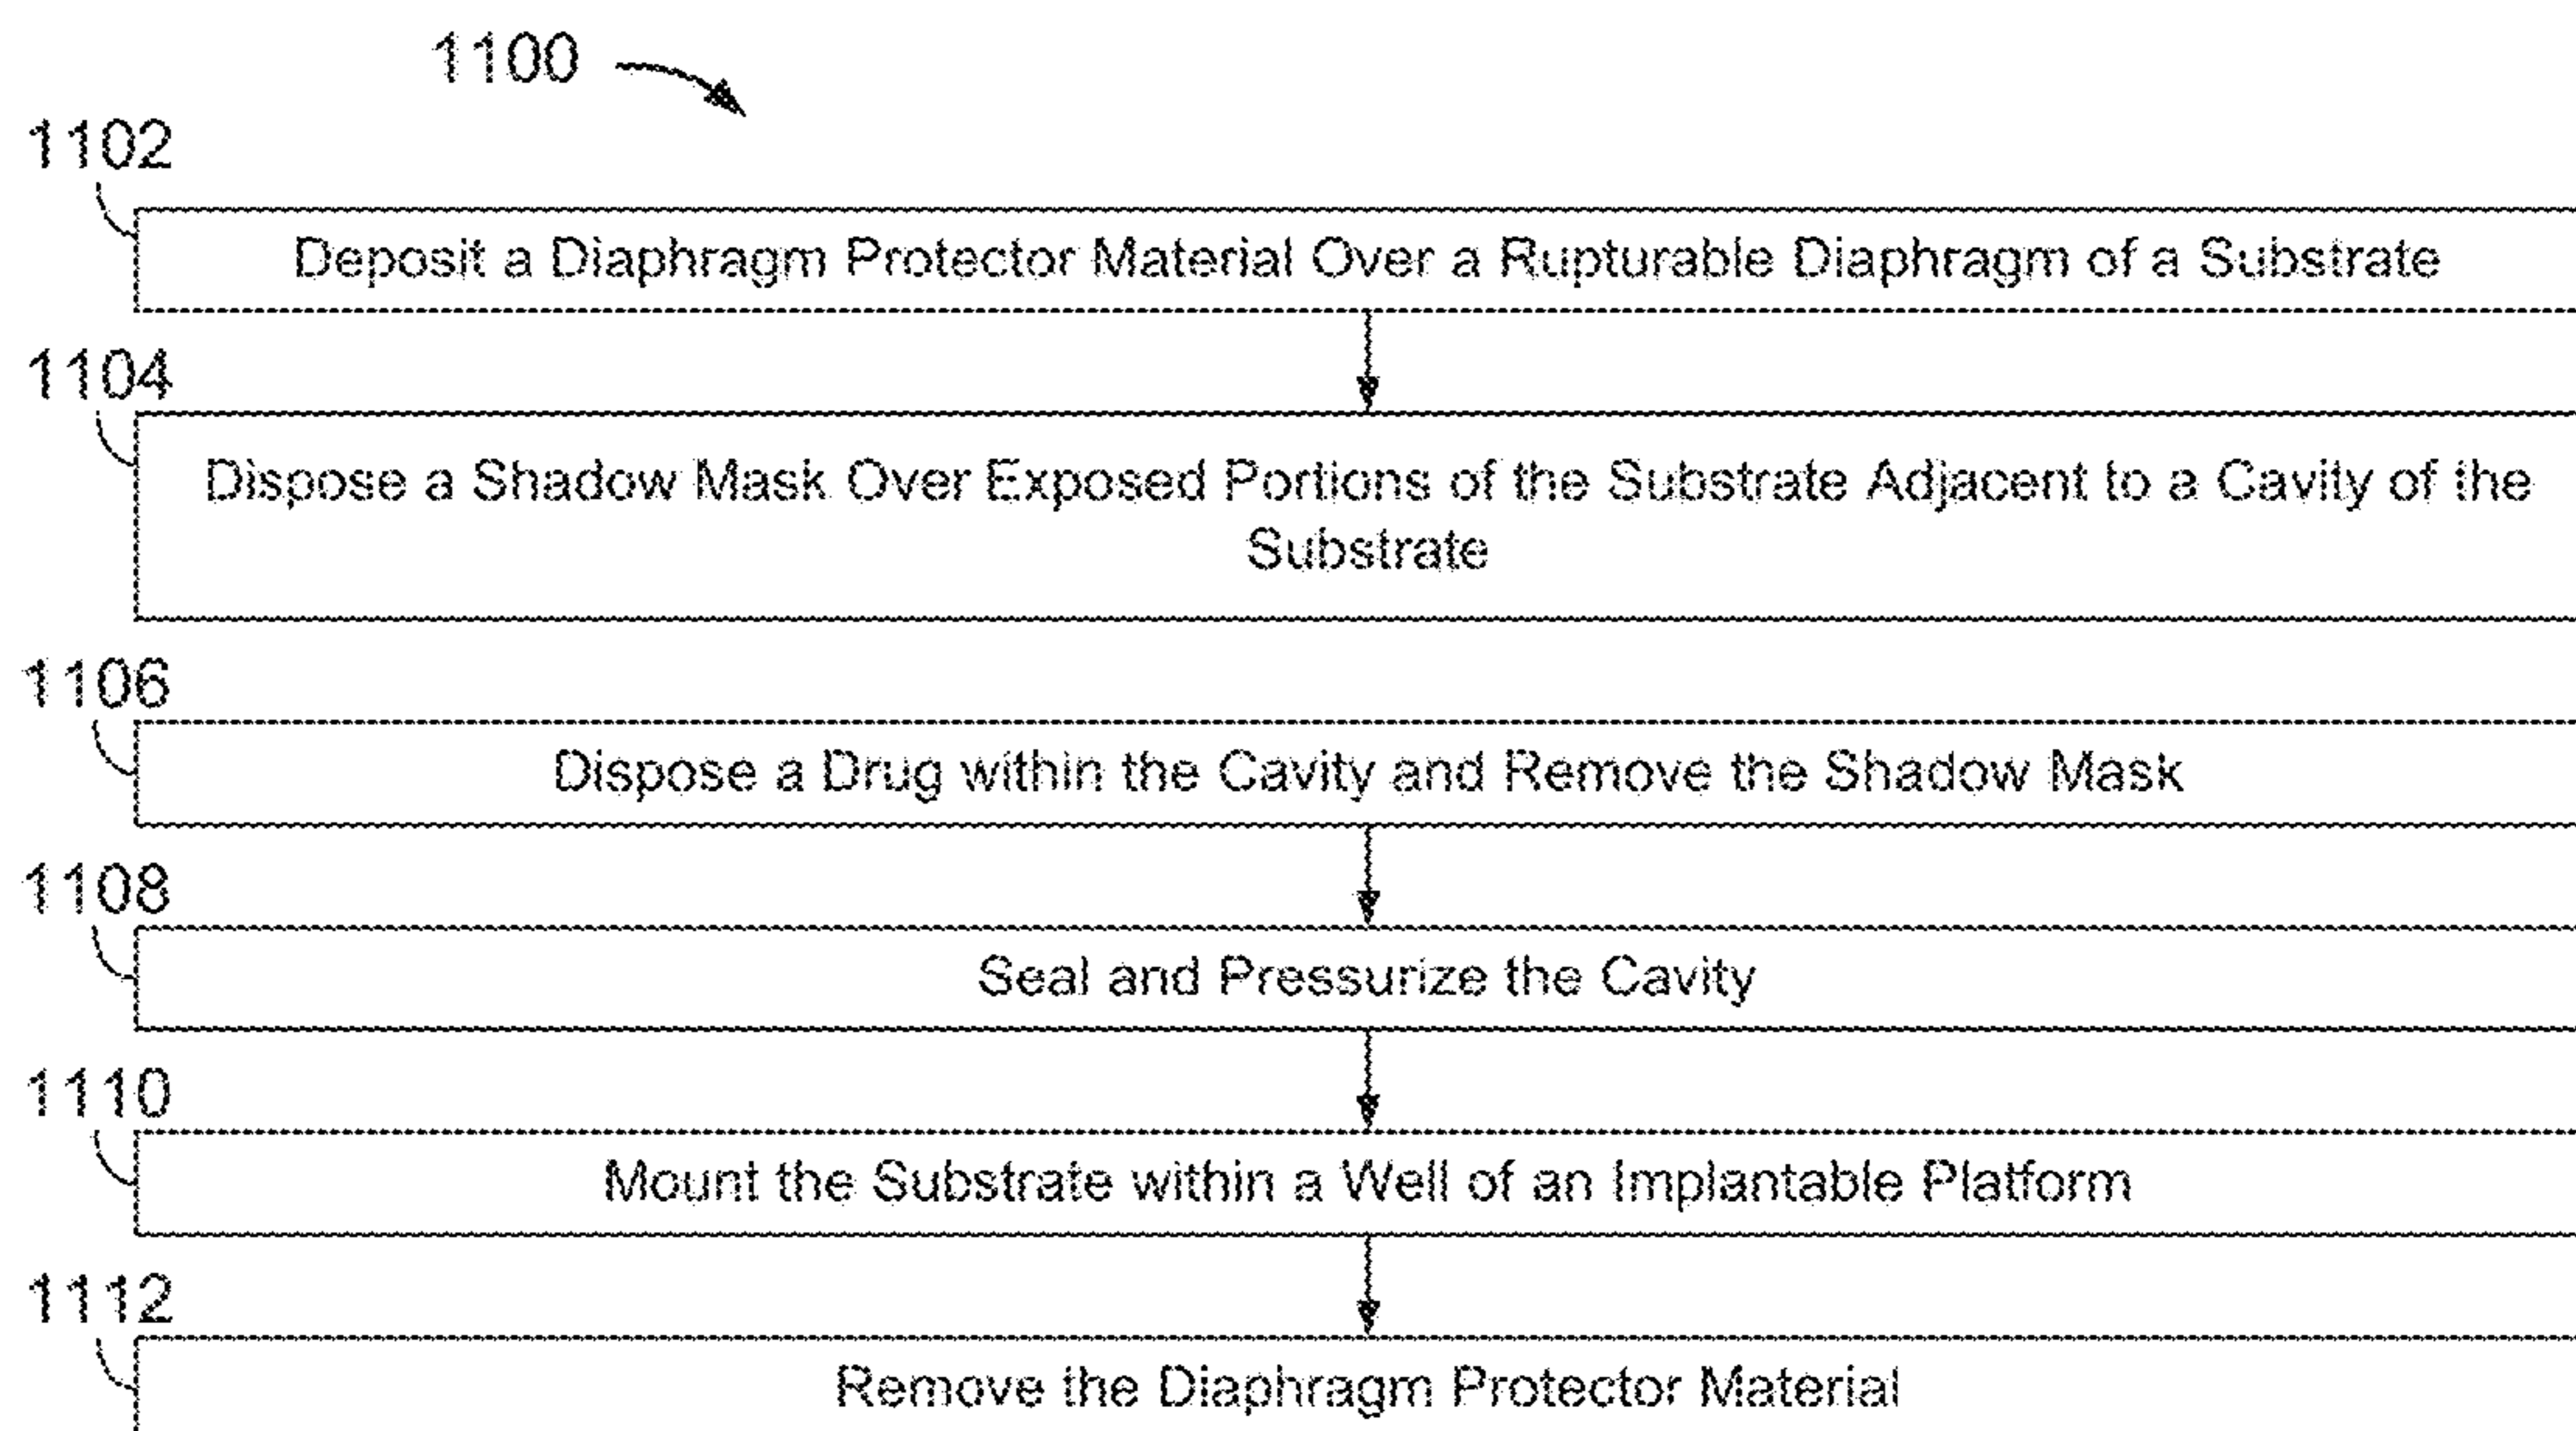 1100
1102
Deposit a Diaphragm Protector Material Over a Rupturable Diaphragm of a Substrate
1104
Dispose a Shadow Mask Over Exposed Portions of the Substrate Adjacent to a Cavity of the
Substrate
1106
Dispose a Drug within the Cavity and Remove the Shadow Mask
1108
Seal and Pressurize the Cavity
1110
Mount the Substrate within a Well of an Implantable Platform
1112
Remove the Diaphragm Protector Material